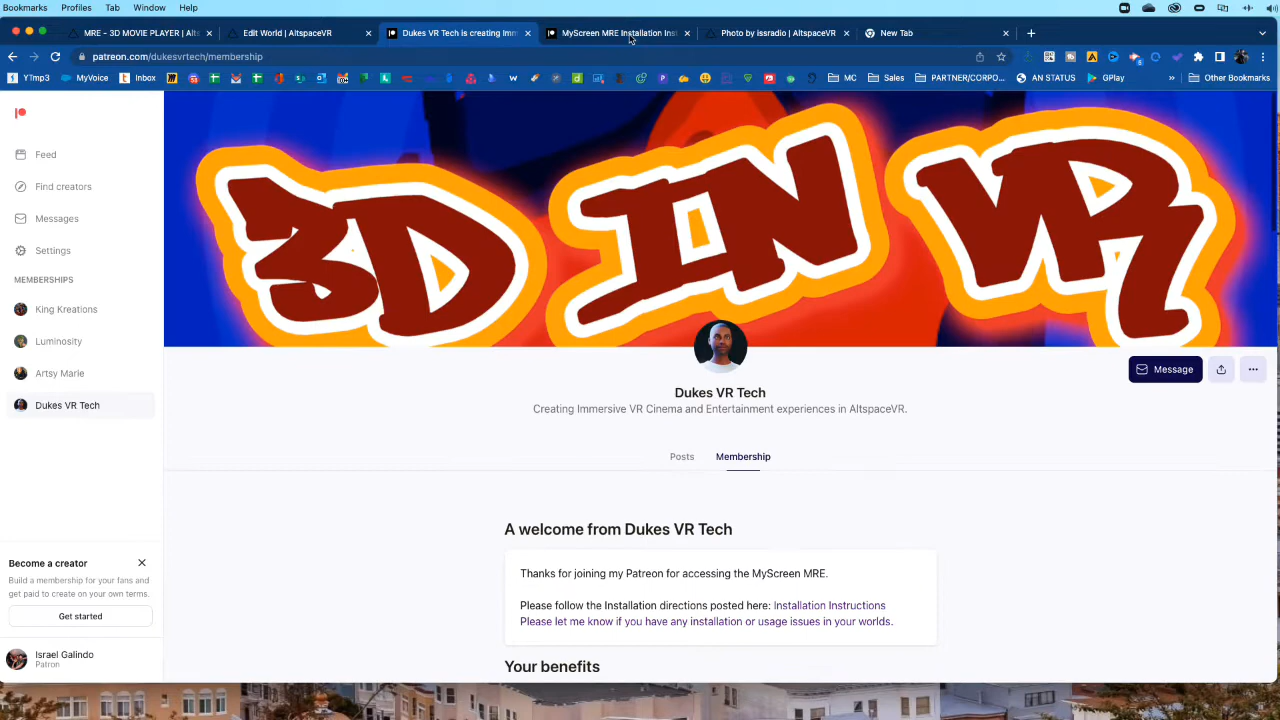 Bookmarks Profiles Tab Window Help
MRE - 3D MOVIE PLAYER | Alts
Edit World | AltspaceVR
Dukes VR Tech is creating Imm
MyScreen MRE Installation Inst
Photo by issradio | AltspaceVR
New Tab
patreon.com/dukesvrtech/membership
YTmp3 MyVoice Inbox MC Sales PARTNER/CORPO... AN STATUS GPlay Other Bookmarks
3D IN VR
Feed
Find creators
Messages
Settings
MEMBERSHIPS
King Kreations
Luminosity
Artsy Marie
Dukes VR Tech
Message
Dukes VR Tech
Creating Immersive VR Cinema and Entertainment experiences in AltspaceVR.
Posts Membership
A welcome from Dukes VR Tech
Thanks for joining my Patreon for accessing the MyScreen MRE.
Please follow the Installation directions posted here: Installation Instructions
Please let me know if you have any installation or usage issues in your worlds.
Your benefits
Become a creator
Build a membership for your fans and
get paid to create on your own terms.
Get started
Israel Galindo
Patron